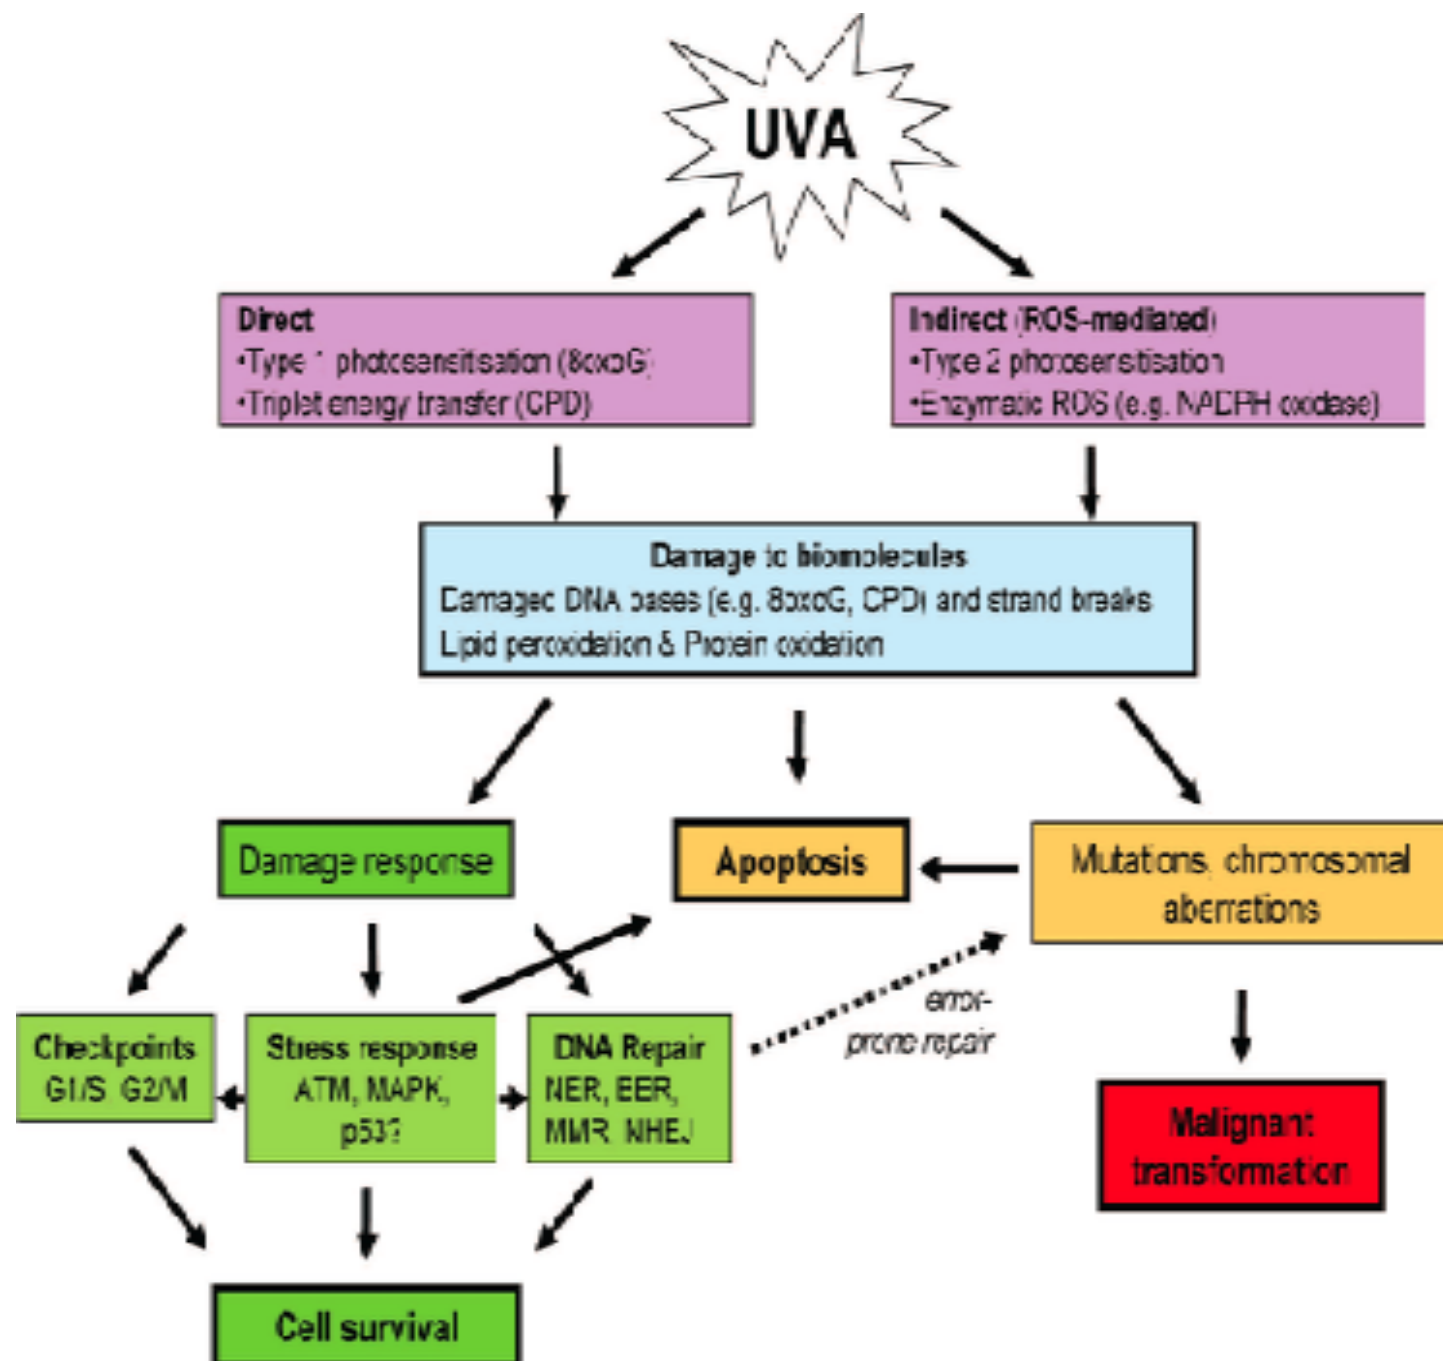 UVA
Direct
•Type 1 photosensitisation (8oxoG)
•Triplet energy transfer (CPD)
Indirect (ROS-mediated)
•Type 2 photosensitisation
•Enzymatic ROS (e.g. NADPH oxidase)
Damage to biomolecules
Damaged DNA bases (e.g. 8oxoG, CPD) and strand breaks
Lipid peroxidation & Protein oxidation
Damage response
Apoptosis
Mutations, chromosomal
aberrations
error-
prone repair
Checkpoints
G1/S G2/M
Stress response
ATM, MAPK,
p53?
DNA Repair
NER, BER,
MMR, NHEJ
Malignant
transformation
Cell survival